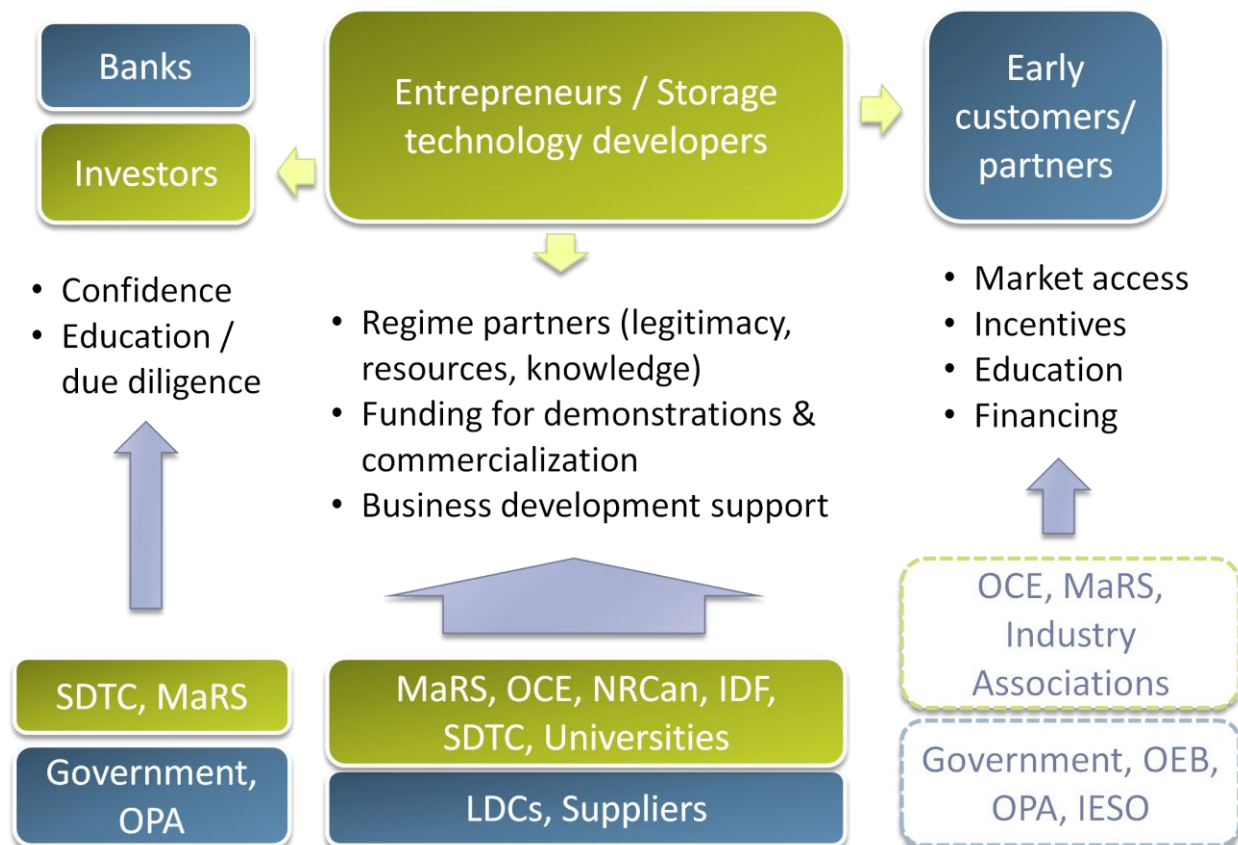 Banks
Investors
• Confidence
• Education /
due diligence
SDTC, MaRS
Government,
OPA
Entrepreneurs / Storage
technology developers
• Regime partners (legitimacy,
resources, knowledge)
• Funding for demonstrations &
commercialization
• Business development support
MaRS, OCE, NRCan, IDF,
SDTC, Universities
LDCs, Suppliers
Early
customers/
partners
• Market access
• Incentives
• Education
• Financing
OCE, MaRS,
Industry
Associations
Government, OEB,
OPA, IESO